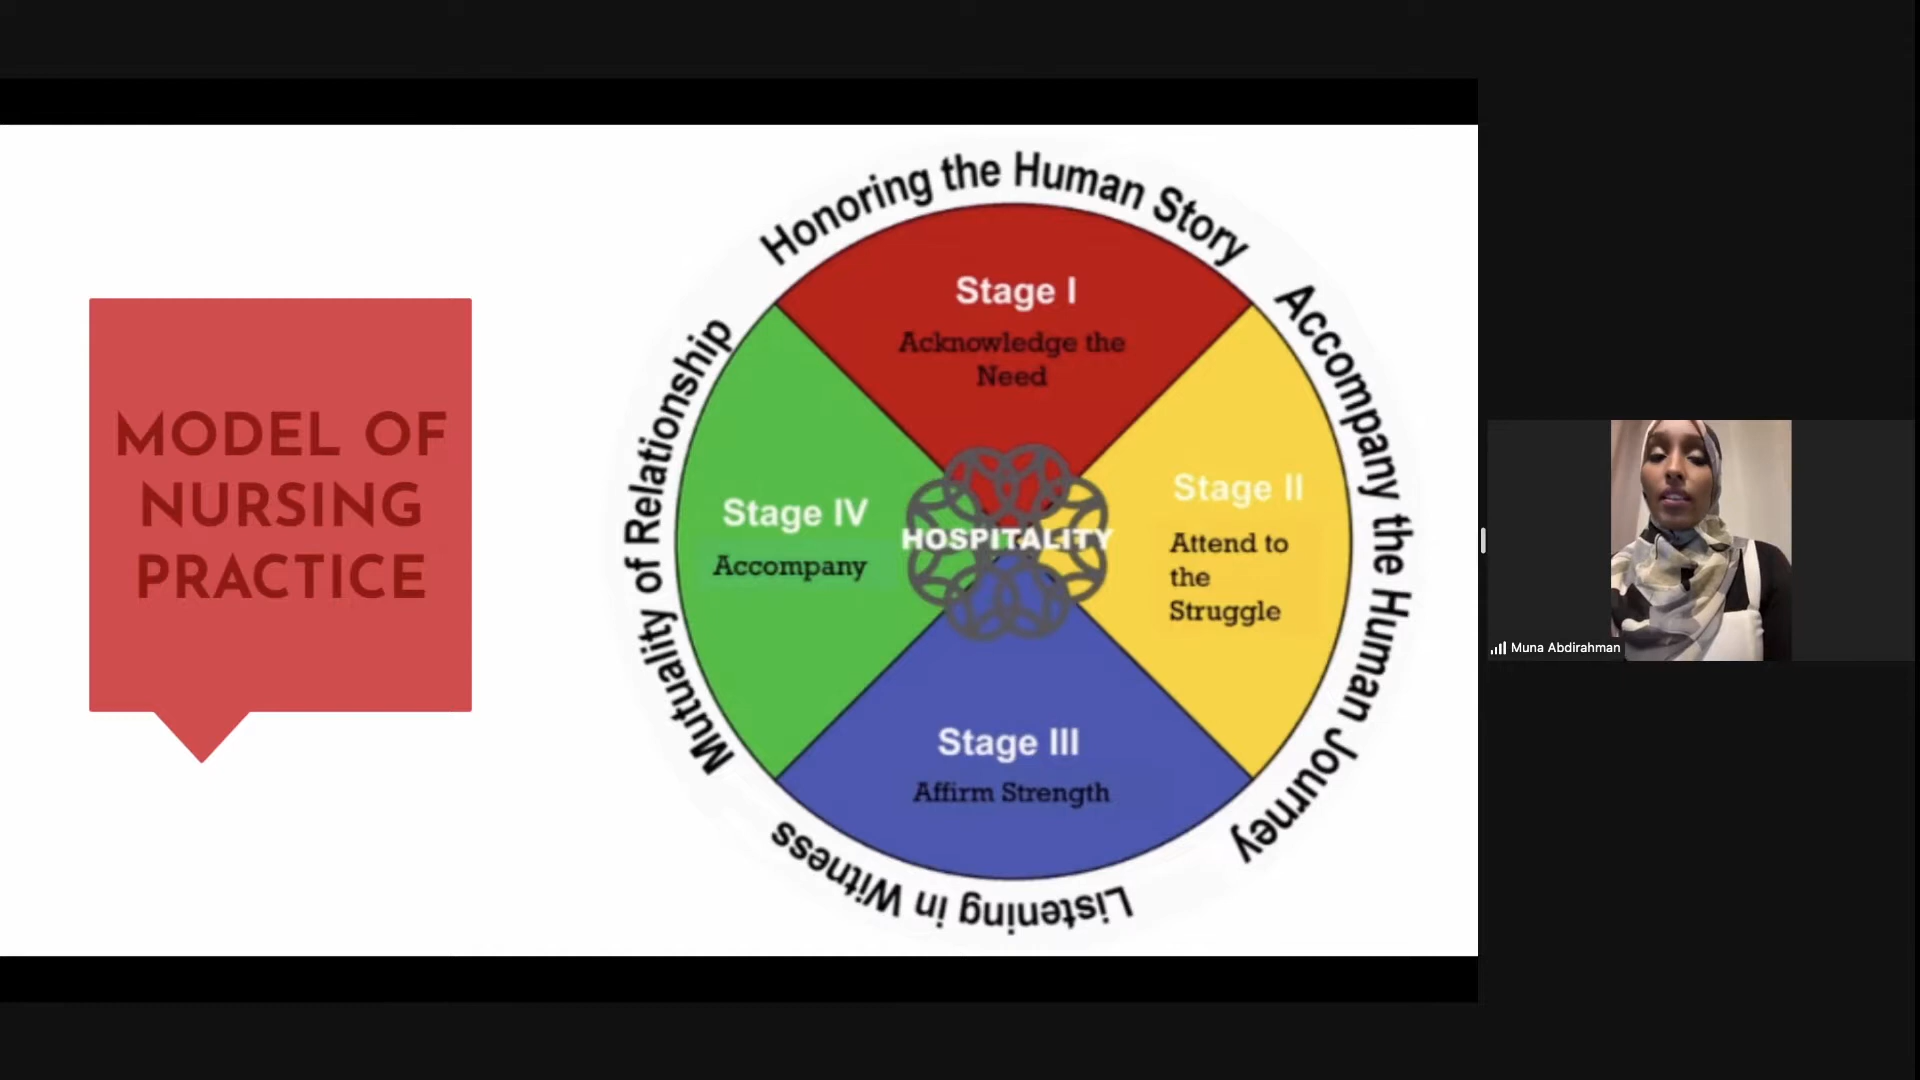 MODEL OF
NURSING
PRACTICE
Honoring the Human Story
Accompany the Human Journey
Listening in Witness
Mutuality of Relationship
Stage I
Acknowledge the
Need
Stage II
Attend to
the
Struggle
Stage III
Affirm Strength
Stage IV
Accompany
HOSPITALITY
Muna Abdirahman